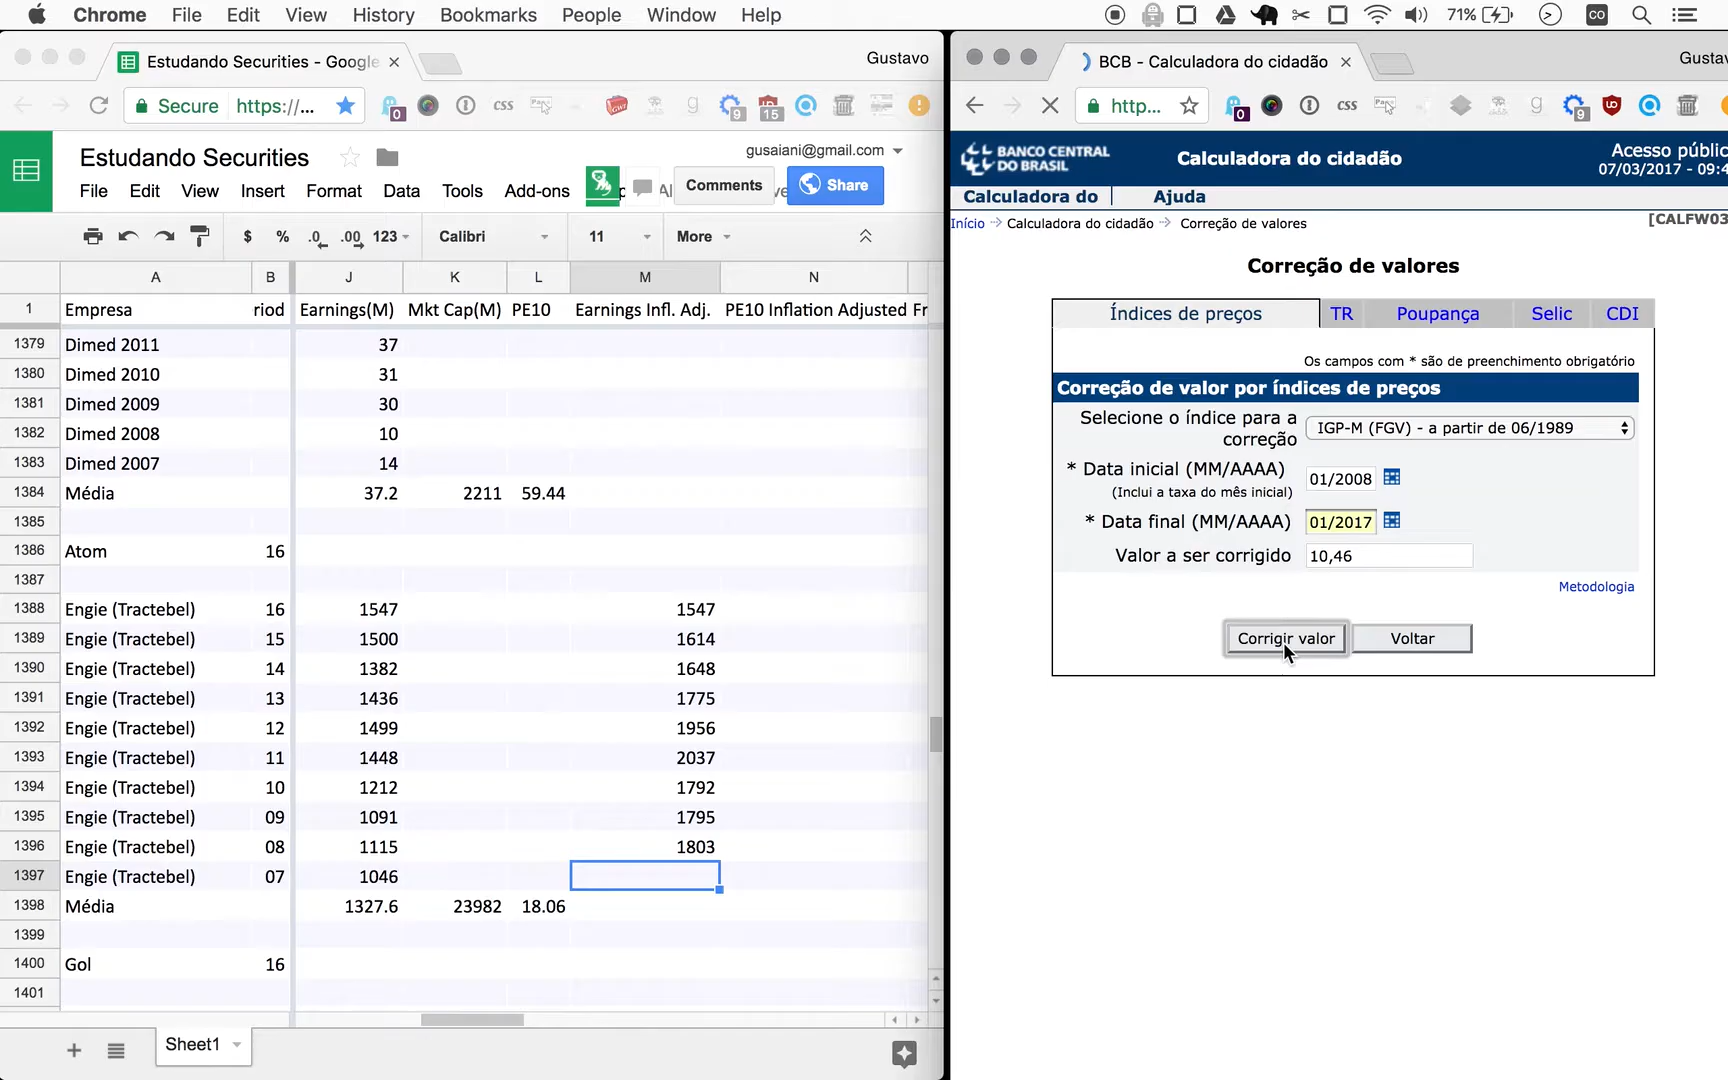 Chrome File Edit View History Bookmarks People Window Help 71% CO
Estudando Securities - Google Gustavo
Secure https://... 0 CSS 9 15
Estudando Securities gusaiani@gmail.com
File Edit View Insert Format Data Tools Add-ons Comments Share
$ % .0 .00 123 Calibri 11 More
A B J K L M N
1 Empresa riod Earnings(M) Mkt Cap(M) PE10 Earnings Infl. Adj. PE10 Inflation Adjusted Fr
1379 Dimed 2011 37
1380 Dimed 2010 31
1381 Dimed 2009 30
1382 Dimed 2008 10
1383 Dimed 2007 14
1384 Média 37.2 2211 59.44
1385
1386 Atom 16
1387
1388 Engie (Tractebel) 16 1547 1547
1389 Engie (Tractebel) 15 1500 1614
1390 Engie (Tractebel) 14 1382 1648
1391 Engie (Tractebel) 13 1436 1775
1392 Engie (Tractebel) 12 1499 1956
1393 Engie (Tractebel) 11 1448 2037
1394 Engie (Tractebel) 10 1212 1792
1395 Engie (Tractebel) 09 1091 1795
1396 Engie (Tractebel) 08 1115 1803
1397 Engie (Tractebel) 07 1046
1398 Média 1327.6 23982 18.06
1399
1400 Gol 16
1401
Sheet1
BCB - Calculadora do cidadão Gustav
http... 0 CSS 9
BANCO CENTRAL
DO BRASIL
Calculadora do cidadão
Acesso públic
07/03/2017 - 09:4
Calculadora do Ajuda
Início Calculadora do cidadão Correção de valores [CALFW03
Correção de valores
Índices de preços TR Poupança Selic CDI
Os campos com * são de preenchimento obrigatório
Correção de valor por índices de preços
Selecione o índice para a
correção
IGP-M (FGV) - a partir de 06/1989
* Data inicial (MM/AAAA) 01/2008
(Inclui a taxa do mês inicial)
* Data final (MM/AAAA) 01/2017
Valor a ser corrigido 10,46
Metodologia
Corrigir valor Voltar